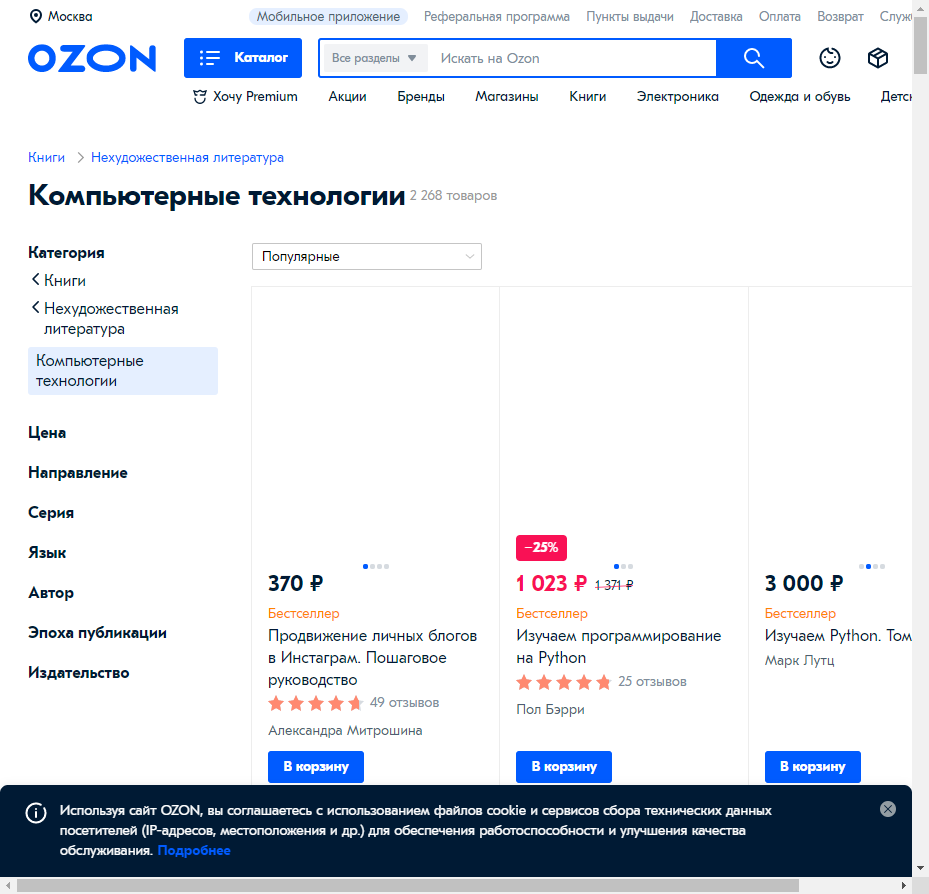 Москва
Мобильное приложение Реферальная программа Пункты выдачи Доставка Оплата Возврат
OZON Каталог Все разделы Искать на Ozon
Хочу Premium Акции Бренды Магазины Книги Электроника Одежда и обувь
Книги Нехудожественная литература
Компьютерные технологии 2 268 товаров
Категория
Книги
Нехудожественная
литература
Компьютерные
технологии
Цена
Направление
Серия
Язык
Автор
Эпоха публикации
Издательство
Популярные
370 ₽
Бестселлер
Продвижение личных блогов
в Инстаграм. Пошаговое
руководство
49 отзывов
Александра Митрошина
В корзину
−25%
1 023 ₽ 1 371 ₽
Бестселлер
Изучаем программирование
на Python
25 отзывов
Пол Бэрри
В корзину
3 000 ₽
Бестселлер
Изучаем Python. Том
Марк Лутц
В корзину
Используя сайт OZON, вы соглашаетесь с использованием файлов cookie и сервисов сбора технических данных
посетителей (IP-адресов, местоположения и др.) для обеспечения работоспособности и улучшения качества
обслуживания. Подробнее